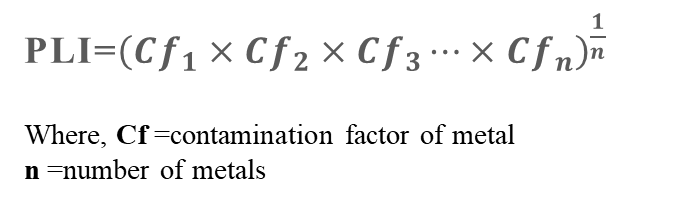 PLI=(Cf₁ × Cf₂ × Cf₃ ⋯ × Cfₙ)^(1/n)
Where, Cf=contamination factor of metal
n =number of metals